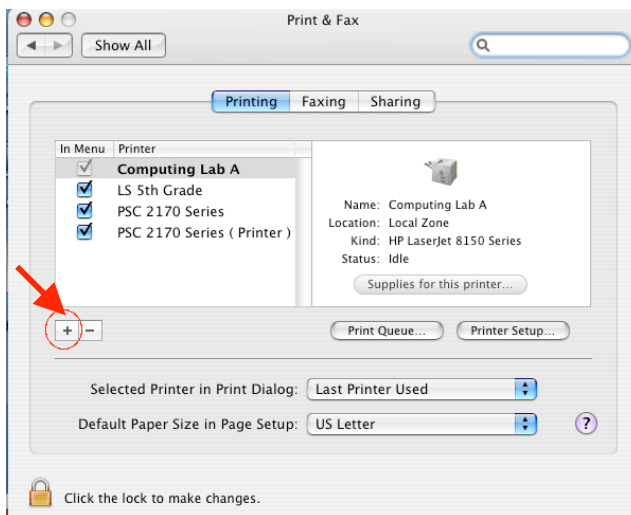 Print & Fax
Show All
Printing Faxing Sharing
In Menu Printer
Computing Lab A
LS 5th Grade
PSC 2170 Series
PSC 2170 Series ( Printer )
Name: Computing Lab A
Location: Local Zone
Kind: HP LaserJet 8150 Series
Status: Idle
Supplies for this printer...
+ −
Print Queue... Printer Setup...
Selected Printer in Print Dialog: Last Printer Used
Default Paper Size in Page Setup: US Letter
?
Click the lock to make changes.